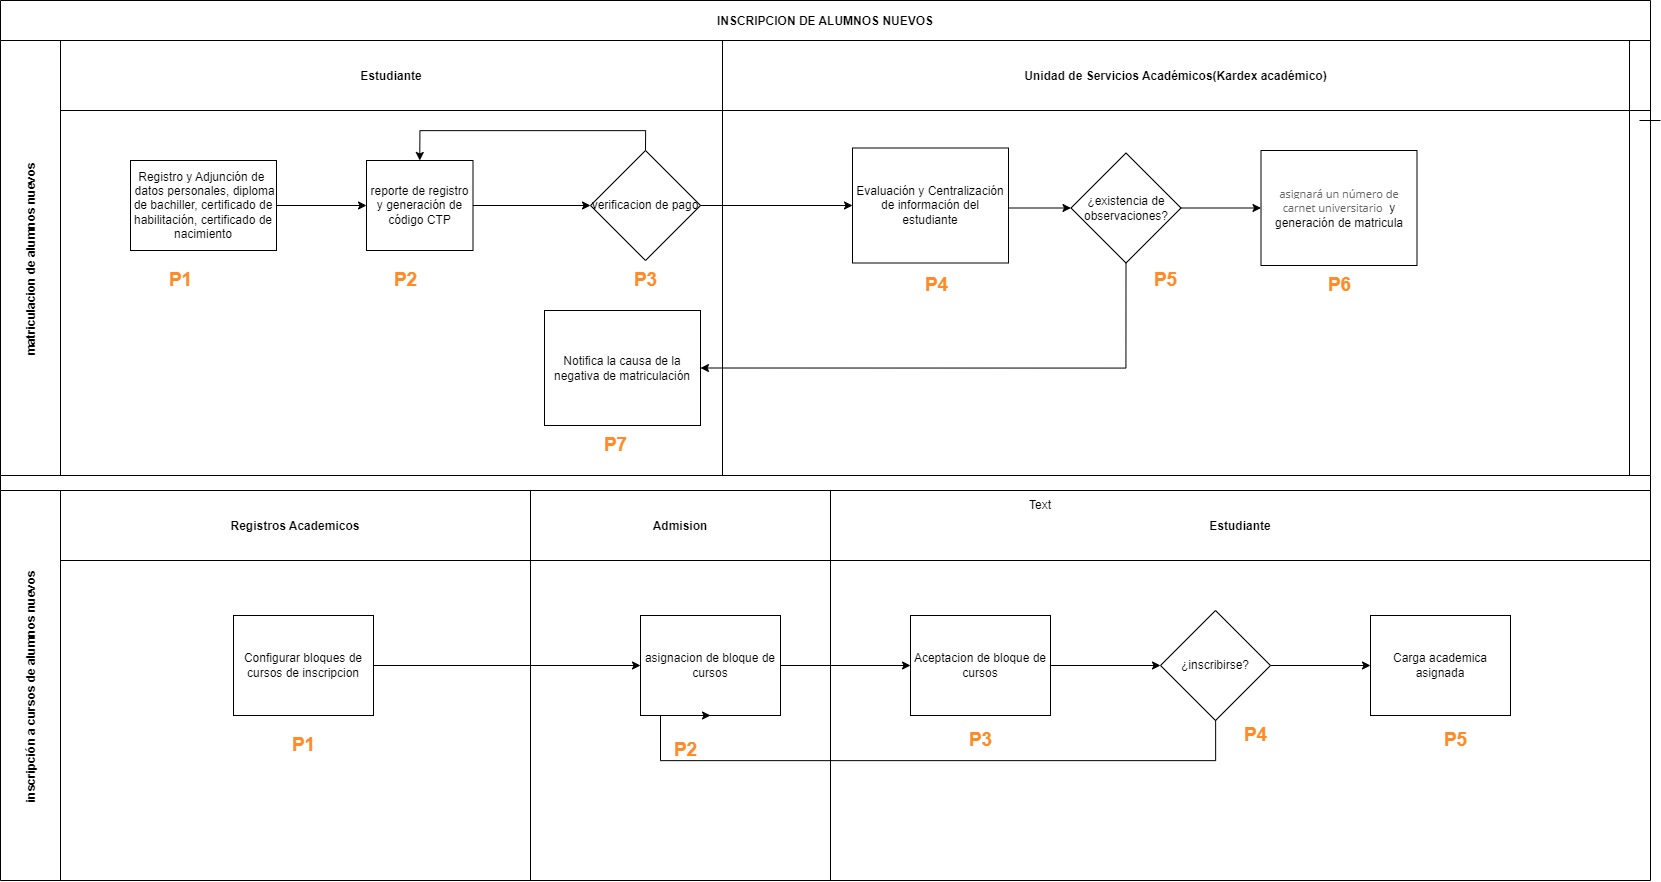 INSCRIPCION DE ALUMNOS NUEVOS
matriculacion de alumnos nuevos
Estudiante
Unidad de Servicios Académicos(Kardex académico)
Registro y Adjunción de
datos personales, diploma
de bachiller, certificado de
habilitación, certificado de
nacimiento
P1
reporte de registro
y generación de
código CTP
P2
verificacion de pago
P3
Evaluación y Centralización
de información del
estudiante
P4
¿existencia de
observaciones?
P5
asignará un número de
carnet universitario y
generación de matricula
P6
Notifica la causa de la
negativa de matriculación
P7
inscripción a cursos de alumnos nuevos
Registros Academicos
Admision
Text
Estudiante
Configurar bloques de
cursos de inscripcion
P1
asignacion de bloque de
cursos
P2
Aceptacion de bloque de
cursos
P3
¿inscribirse?
P4
Carga academica
asignada
P5